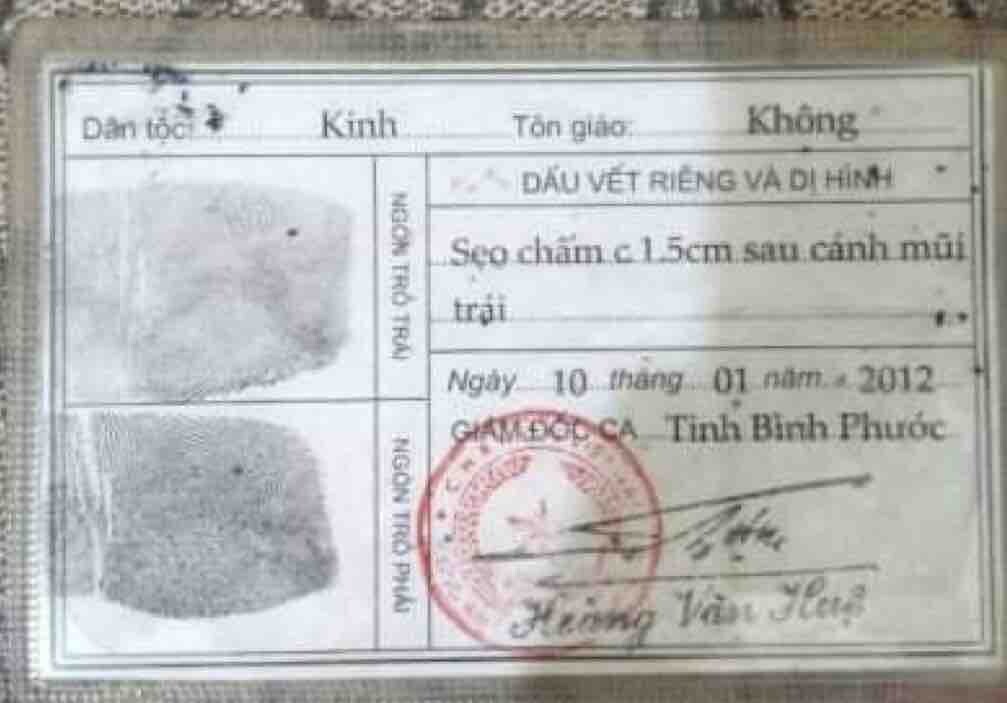 Dân tộc: Kinh Tôn giáo: Không
NGÓN TRỎ TRÁI
DẤU VẾT RIÊNG VÀ DỊ HÌNH
Sẹo chấm c 1.5cm sau cánh mũi
trái
Ngày 10 tháng 01 năm 2012
GIÁM ĐỐC CA Tỉnh Bình Phước
NGÓN TRỎ PHẢI
Hoàng Văn Huệ